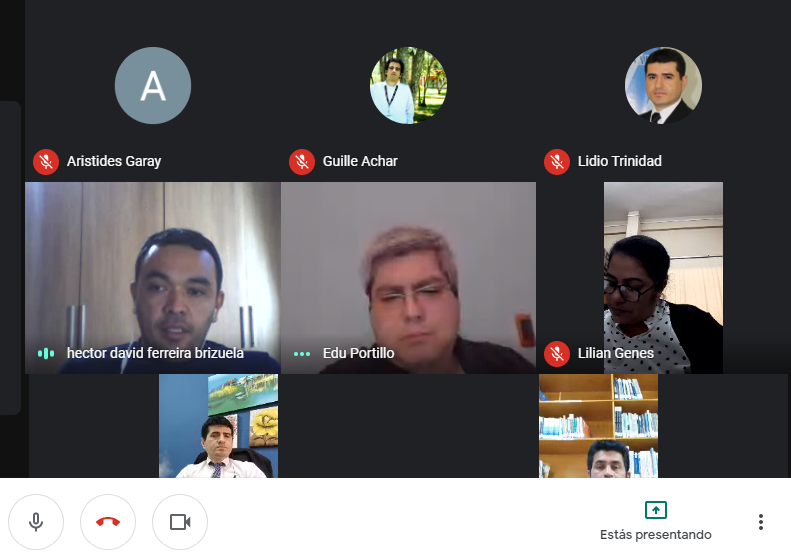 A
Aristides Garay
Guille Achar
Lidio Trinidad
hector david ferreira brizuela
Edu Portillo
Lilian Genes
Estás presentando